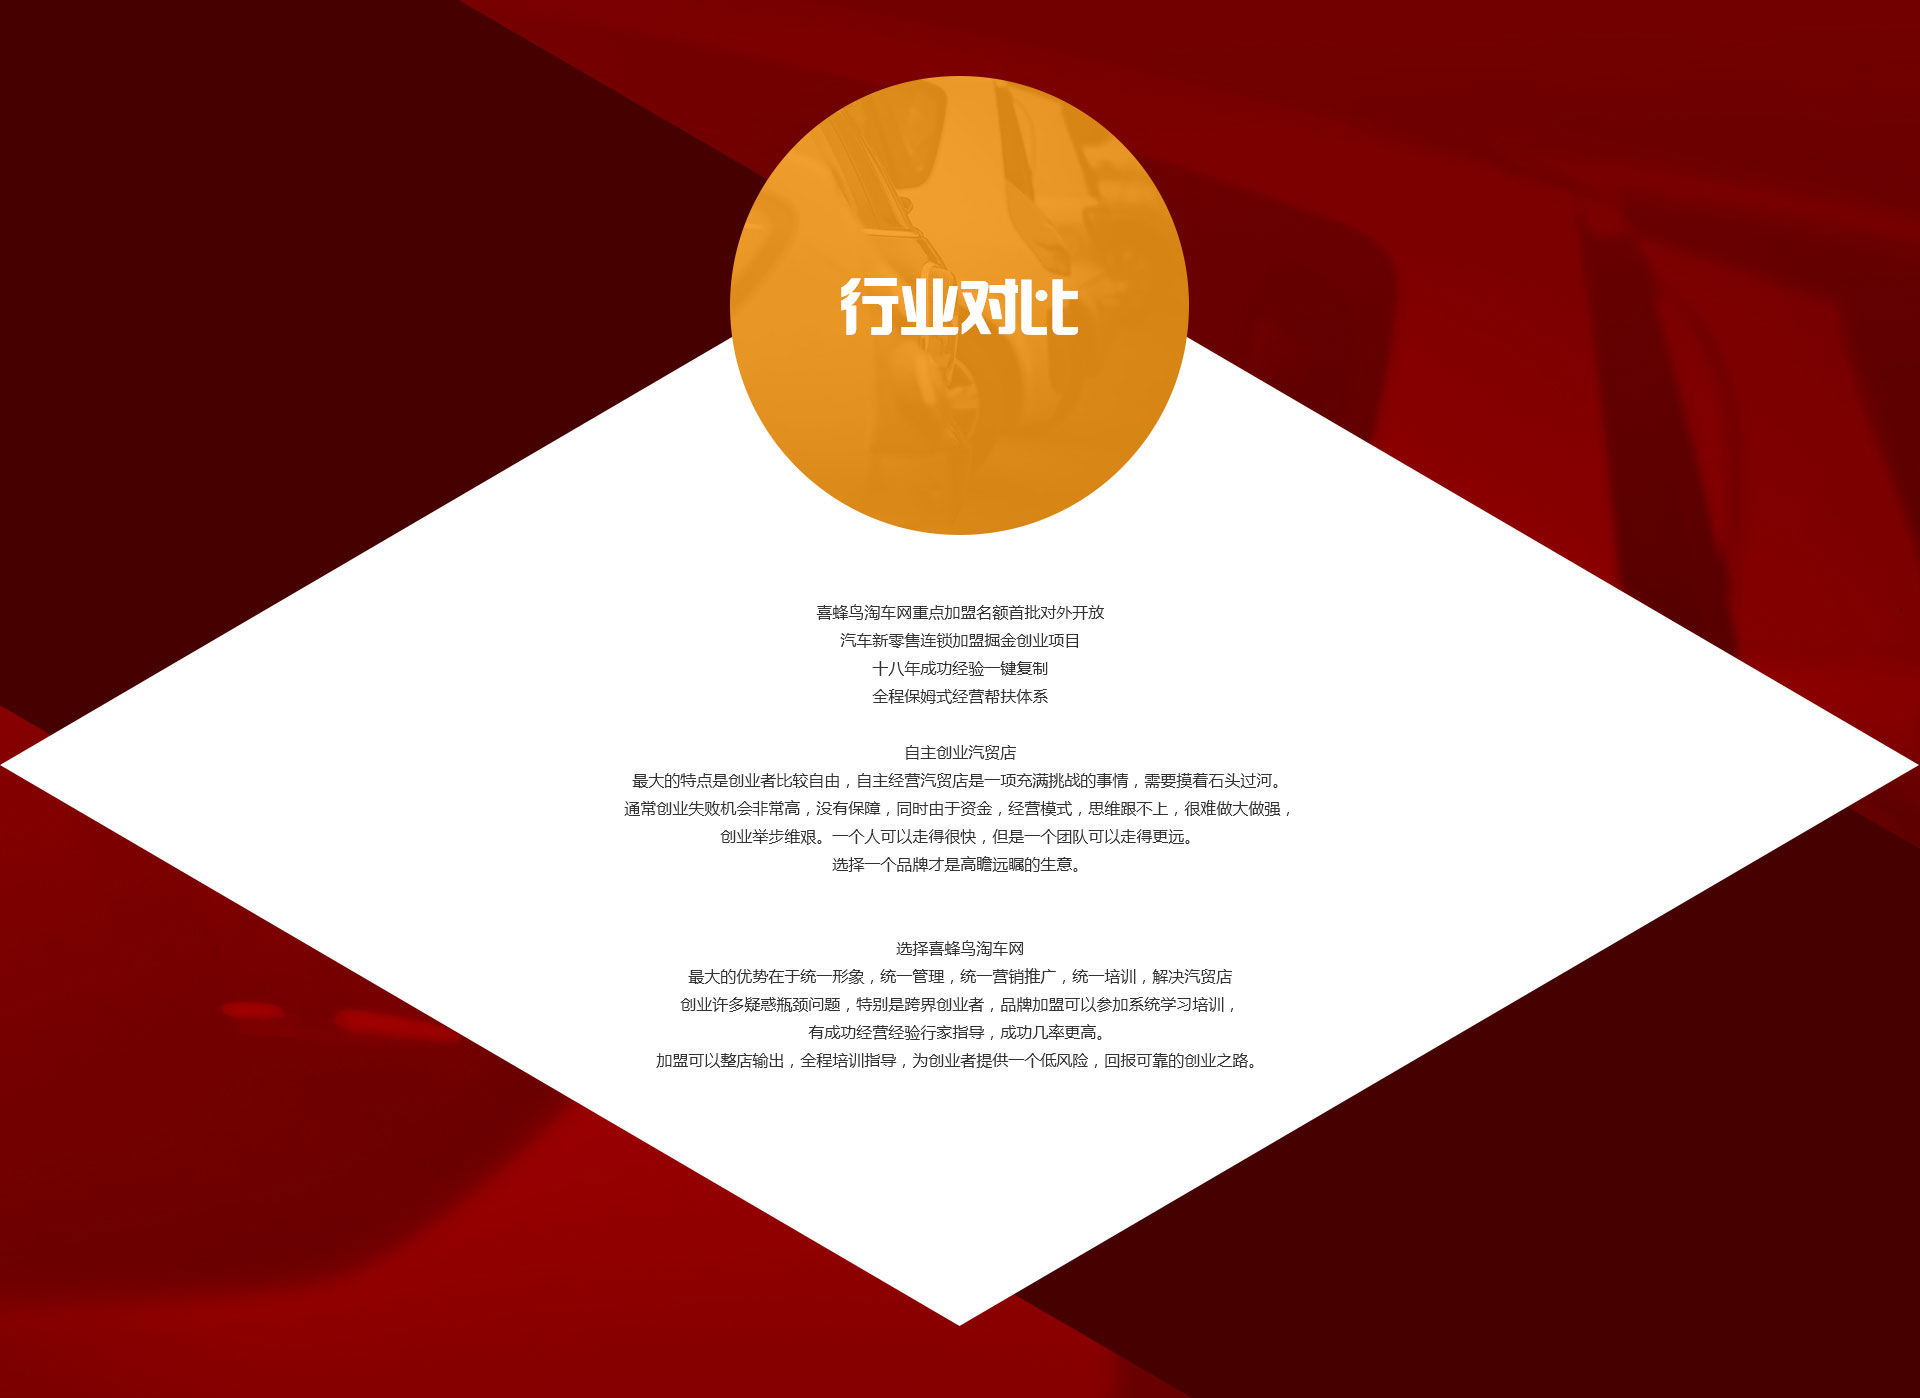 行业对比
喜蜂鸟淘车网重点加盟名额首批对外开放
汽车新零售连锁加盟掘金创业项目
十八年成功经验一键复制
全程保姆式经营帮扶体系
自主创业汽贸店
最大的特点是创业者比较自由，自主经营汽贸店是一项充满挑战的事情，需要摸着石头过河。
通常创业失败机会非常高，没有保障，同时由于资金，经营模式，思维跟不上，很难做大做强，
创业举步维艰。一个人可以走得很快，但是一个团队可以走得更远。
选择一个品牌才是高瞻远瞩的生意。
选择喜蜂鸟淘车网
最大的优势在于统一形象，统一管理，统一营销推广，统一培训，解决汽贸店
创业许多疑惑瓶颈问题，特别是跨界创业者，品牌加盟可以参加系统学习培训，
有成功经营经验行家指导，成功几率更高。
加盟可以整店输出，全程培训指导，为创业者提供一个低风险，回报可靠的创业之路。